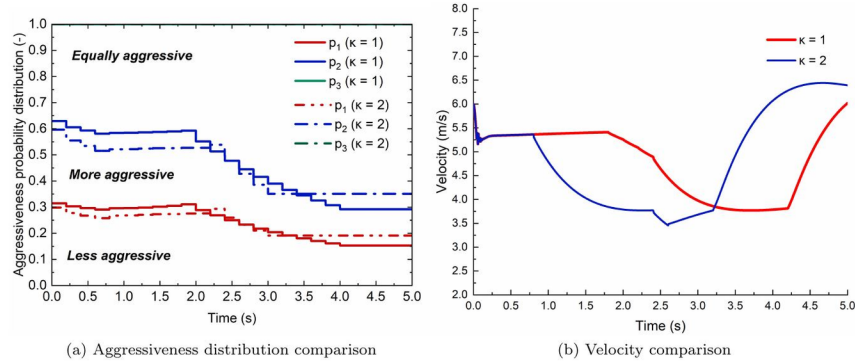 Aggressiveness probability distribution (-)
1.0
0.9
0.8
0.7
0.6
0.5
0.4
0.3
0.2
0.1
0.0
Equally aggressive
More aggressive
Less aggressive
p1 (κ = 1)
p2 (κ = 1)
p3 (κ = 1)
p1 (κ = 2)
p2 (κ = 2)
p3 (κ = 2)
0.0 0.5 1.0 1.5 2.0 2.5 3.0 3.5 4.0 4.5 5.0
Time (s)
(a) Aggressiveness distribution comparison
Velocity (m/s)
8.0
7.5
7.0
6.5
6.0
5.5
5.0
4.5
4.0
3.5
3.0
2.5
2.0
κ = 1
κ = 2
0.0 0.5 1.0 1.5 2.0 2.5 3.0 3.5 4.0 4.5 5.0
Time (s)
(b) Velocity comparison